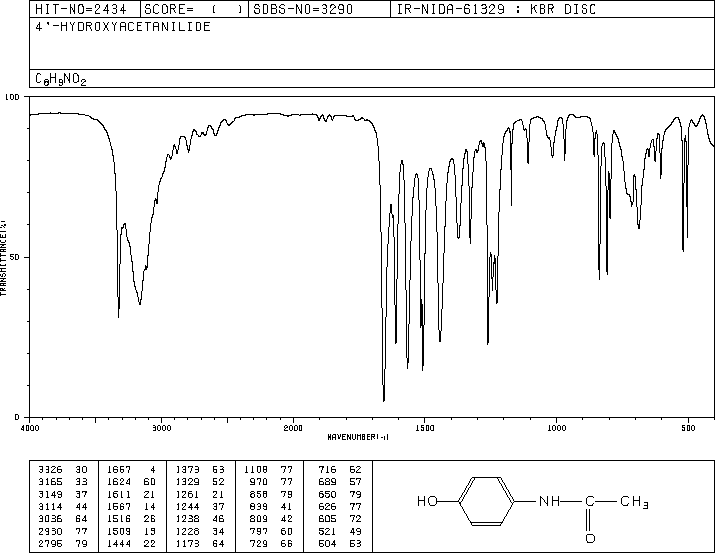 HIT-NO=2434 SCORE= ( ) SDBS-NO=3290 IR-NIDA-61329 : KBR DISC
4'-HYDROXYACETANILIDE
C8H9NO2
100
50
0
TRANSMITTANCE(%)
4000 3000 2000 1500 1000 500
WAVENUMBER(-1)
3326 30 1657 4 1373 53 1108 77 716 62
3165 33 1624 60 1329 52 970 77 689 57
3149 37 1611 21 1261 21 858 79 650 79
3114 44 1567 14 1244 37 839 41 626 77
3036 64 1516 26 1238 46 809 42 605 72
2930 77 1509 13 1228 34 797 60 521 49
2795 79 1444 22 1173 64 729 66 504 53
HO NH C CH3
O